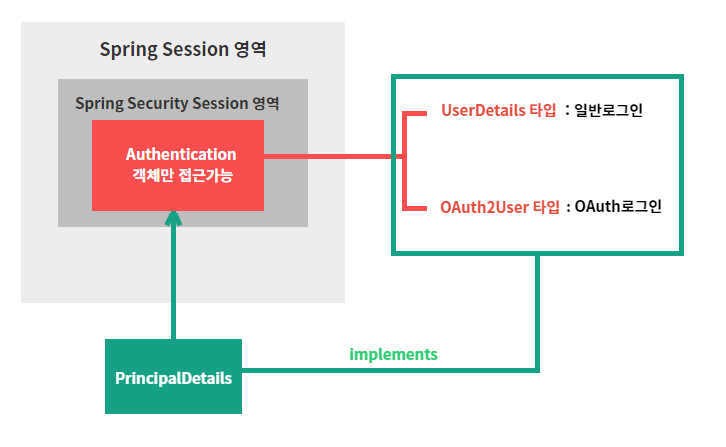 Spring Session 영역
Spring Security Session 영역
Authentication
객체만 접근가능
UserDetails 타입 : 일반로그인
OAuth2User 타입 : OAuth로그인
implements
PrincipalDetails